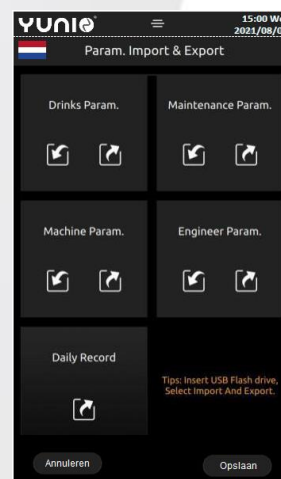 YUNIO
15:00 We
2021/08/0
Param. Import & Export
Drinks Param.
Maintenance Param.
Machine Param.
Engineer Param.
Daily Record
Tips: Insert USB Flash drive,
Select Import And Export.
Annuleren
Opslaan